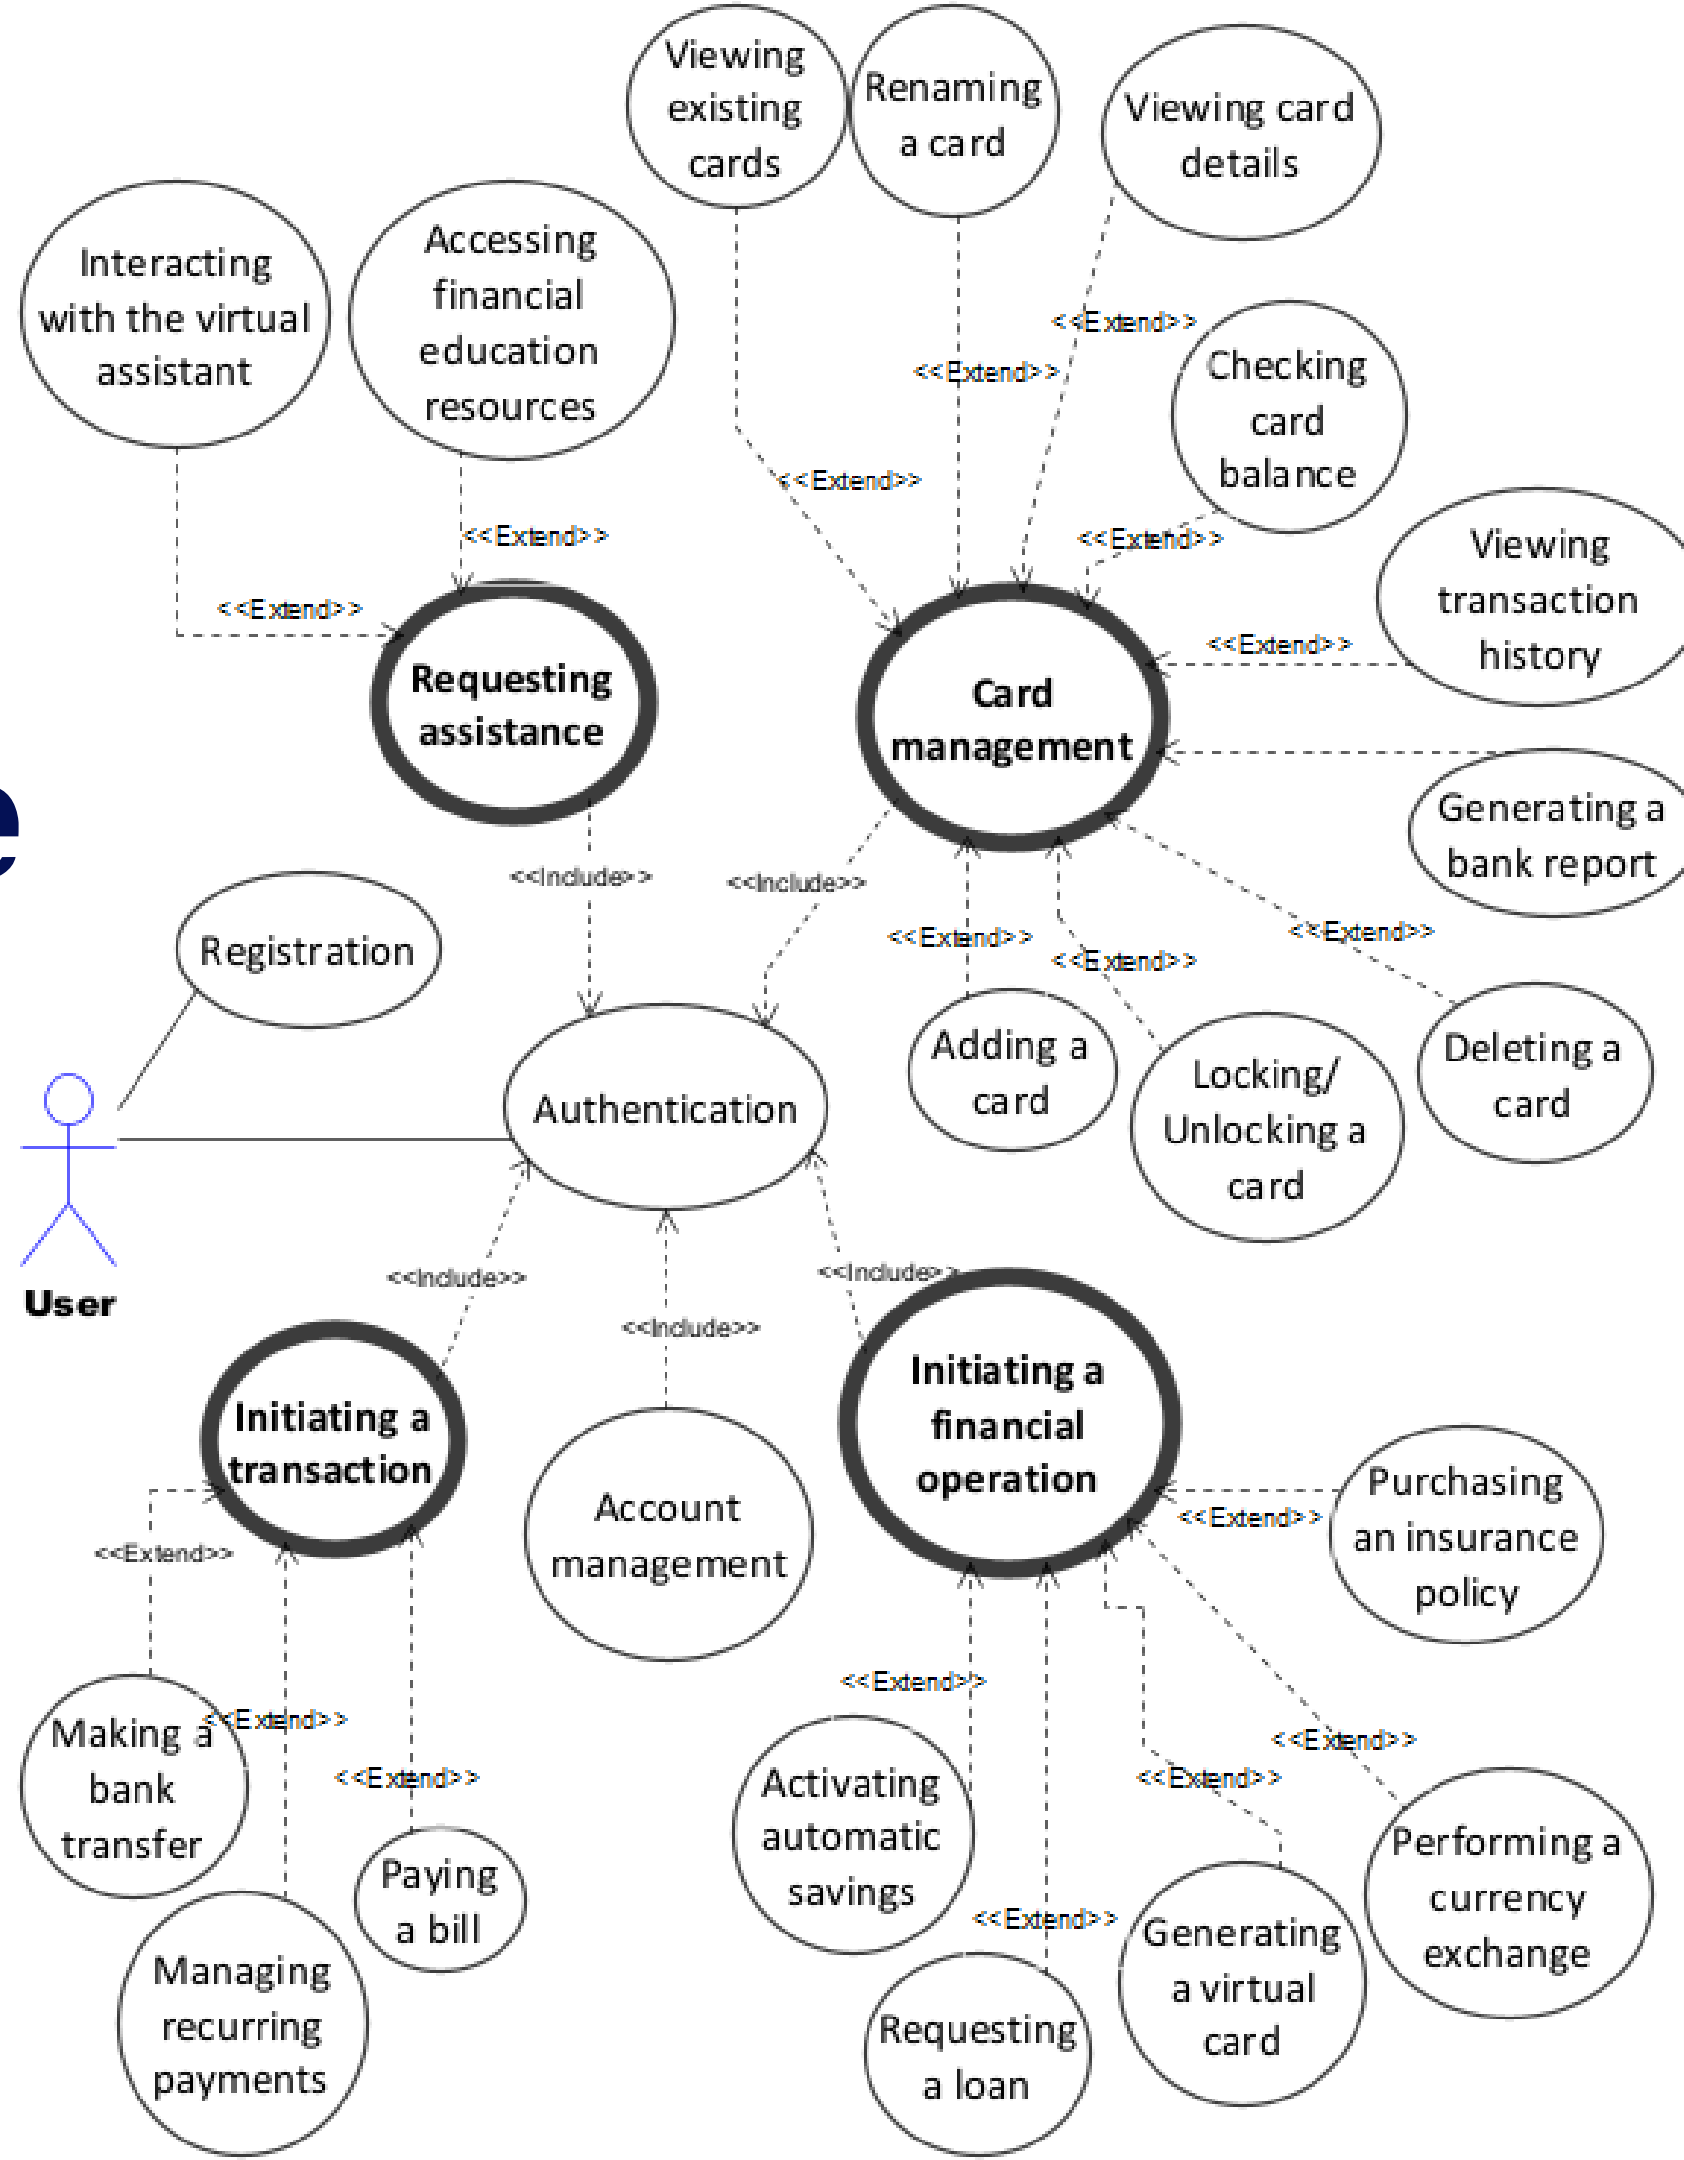 Viewing
existing
cards
Renaming
a card
Viewing card
details
Interacting
with the virtual
assistant
Accessing
financial
education
resources
<<Extend>>
<<Extend>>
Checking
card
balance
<<Extend>>
<<Extend>>
<<Extend>>
Viewing
transaction
history
<<Extend>>
<<Extend>>
Requesting
assistance
Card
management
Generating a
bank report
e
<<Include>>
<<Include>>
<<Extend>>
<<Extend>>
<<Extend>>
Registration
Adding a
card
Locking/
Unlocking a
card
Deleting a
card
Authentication
User
<<Include>>
<<Include>>
<<Include>>
Initiating a
transaction
Initiating a
financial
operation
Account
management
Purchasing
an insurance
policy
<<Extend>>
<<Extend>>
<<Extend>>
Making a
bank
transfer
<<Extend>>
<<Extend>>
<<Extend>>
<<Extend>>
Activating
automatic
savings
Paying
a bill
<<Extend>>
Performing a
currency
exchange
Managing
recurring
payments
Requesting
a loan
Generating
a virtual
card